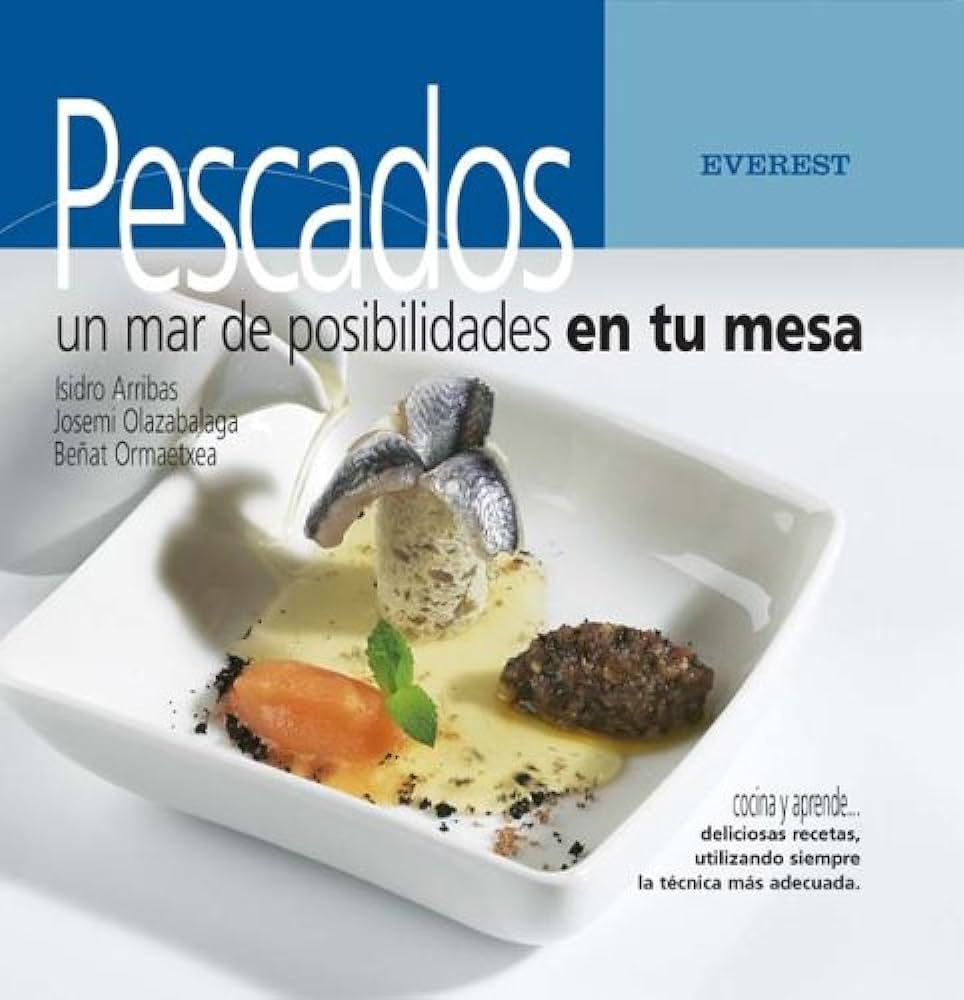 Pescados
EVEREST
un mar de posibilidades en tu mesa
Isidro Arribas
Josemi Olazabalaga
Beñat Ormaetxea
cocina y aprende...
deliciosas recetas,
utilizando siempre
la técnica más adecuada.